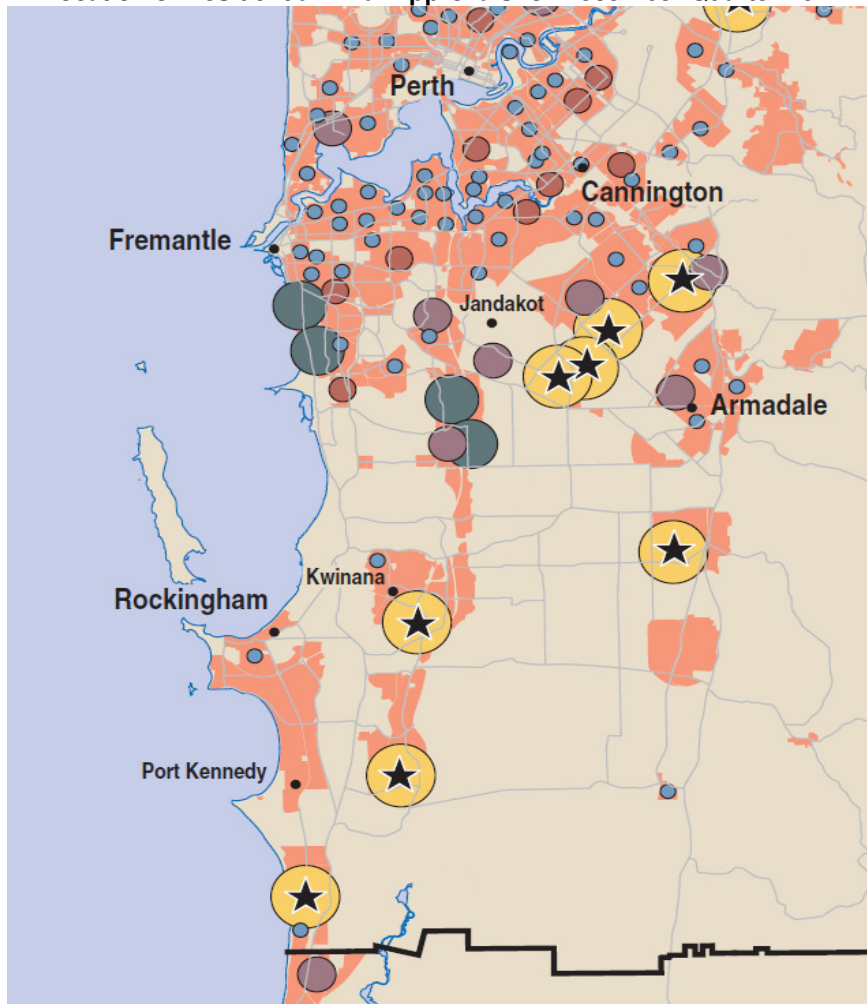 Perth
Cannington
Fremantle
Jandakot
Armadale
Kwinana
Rockingham
Port Kennedy